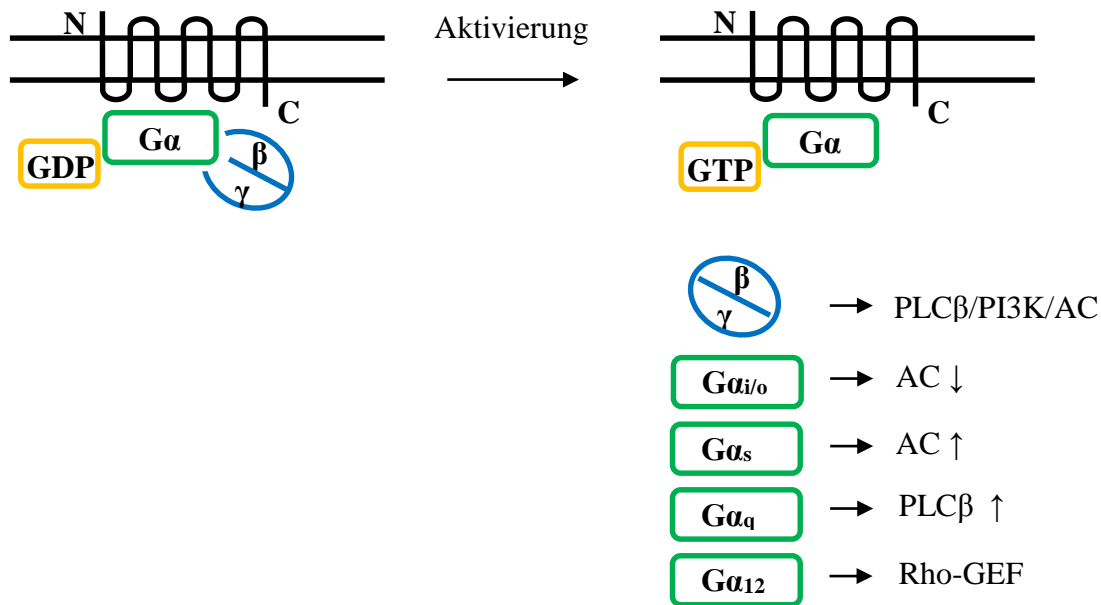 N
Aktivierung
N
C
C
Gα
Gα
GDP
β
γ
GTP
β
γ
PLCβ/PI3K/AC
Gαi/o
AC ↓
Gαs
AC ↑
Gαq
PLCβ ↑
Gα12
Rho-GEF